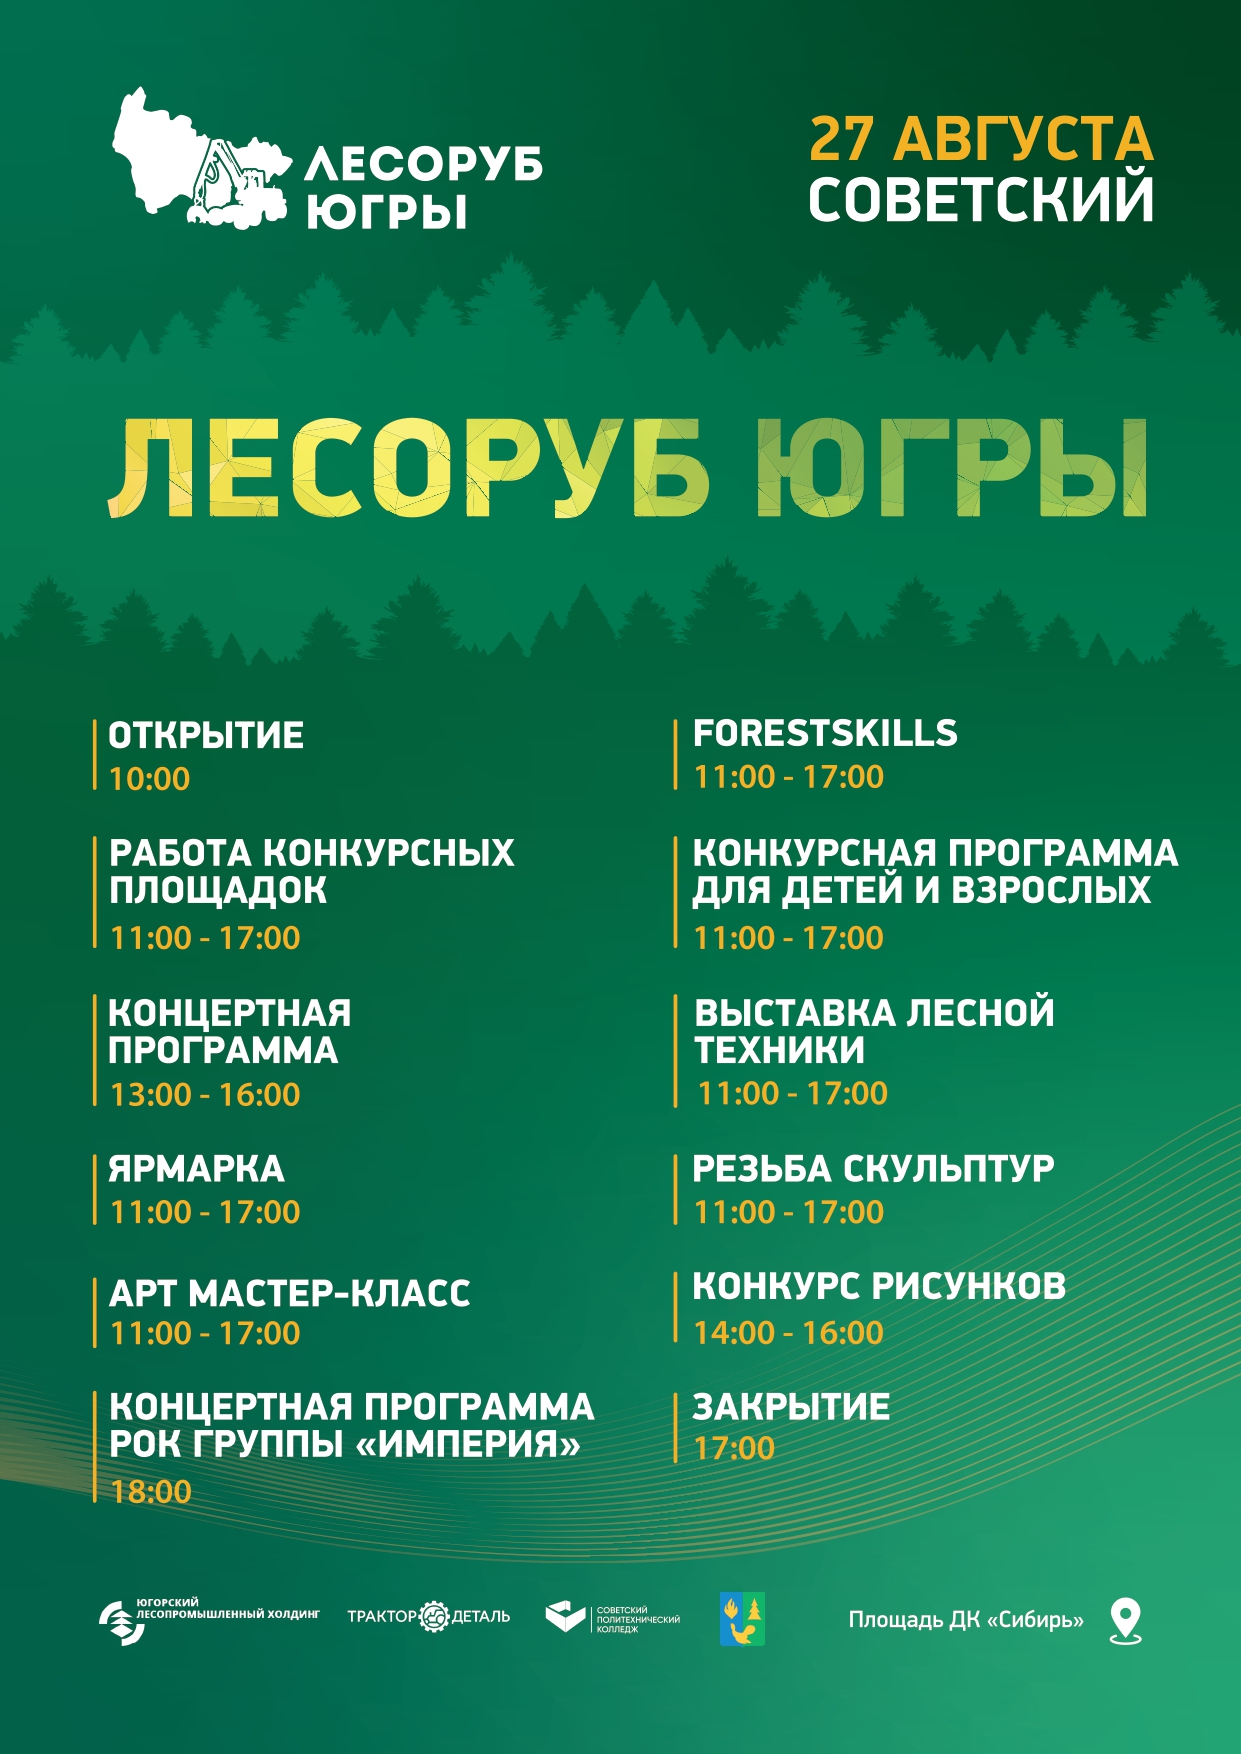 ЛЕСОРУБ
ЮГРЫ
27 АВГУСТА
СОВЕТСКИЙ
ЛЕСОРУБ ЮГРЫ
ОТКРЫТИЕ
10:00
РАБОТА КОНКУРСНЫХ
ПЛОЩАДОК
11:00 - 17:00
КОНЦЕРТНАЯ
ПРОГРАММА
13:00 - 16:00
ЯРМАРКА
11:00 - 17:00
АРТ МАСТЕР-КЛАСС
11:00 - 17:00
КОНЦЕРТНАЯ ПРОГРАММА
РОК ГРУППЫ «ИМПЕРИЯ»
18:00
FORESTSKILLS
11:00 - 17:00
КОНКУРСНАЯ ПРОГРАММА
ДЛЯ ДЕТЕЙ И ВЗРОСЛЫХ
11:00 - 17:00
ВЫСТАВКА ЛЕСНОЙ
ТЕХНИКИ
11:00 - 17:00
РЕЗЬБА СКУЛЬПТУР
11:00 - 17:00
КОНКУРС РИСУНКОВ
14:00 - 16:00
ЗАКРЫТИЕ
17:00
ЮГОРСКИЙ
ЛЕСОПРОМЫШЛЕННЫЙ ХОЛДИНГ
ТРАКТОР ДЕТАЛЬ
СОВЕТСКИЙ
ПОЛИТЕХНИЧЕСКИЙ
КОЛЛЕДЖ
Площадь ДК «Сибирь»